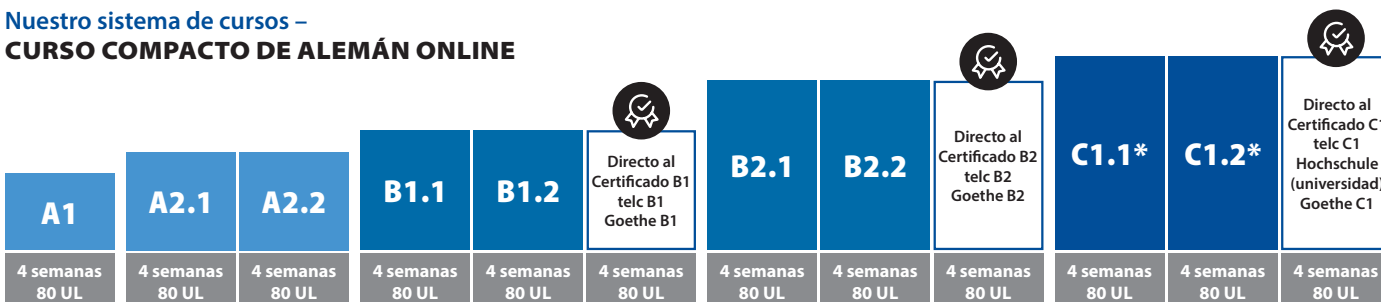 Nuestro sistema de cursos –
CURSO COMPACTO DE ALEMÁN ONLINE
A1
A2.1
A2.2
B1.1
B1.2
Directo al
Certificado B1
telc B1
Goethe B1
B2.1
B2.2
Directo al
Certificado B2
telc B2
Goethe B2
C1.1*
C1.2*
Directo al
Certificado C1
telc C1
Hochschule
(universidad)
Goethe C1
4 semanas
80 UL
4 semanas
80 UL
4 semanas
80 UL
4 semanas
80 UL
4 semanas
80 UL
4 semanas
80 UL
4 semanas
80 UL
4 semanas
80 UL
4 semanas
80 UL
4 semanas
80 UL
4 semanas
80 UL
4 semanas
80 UL